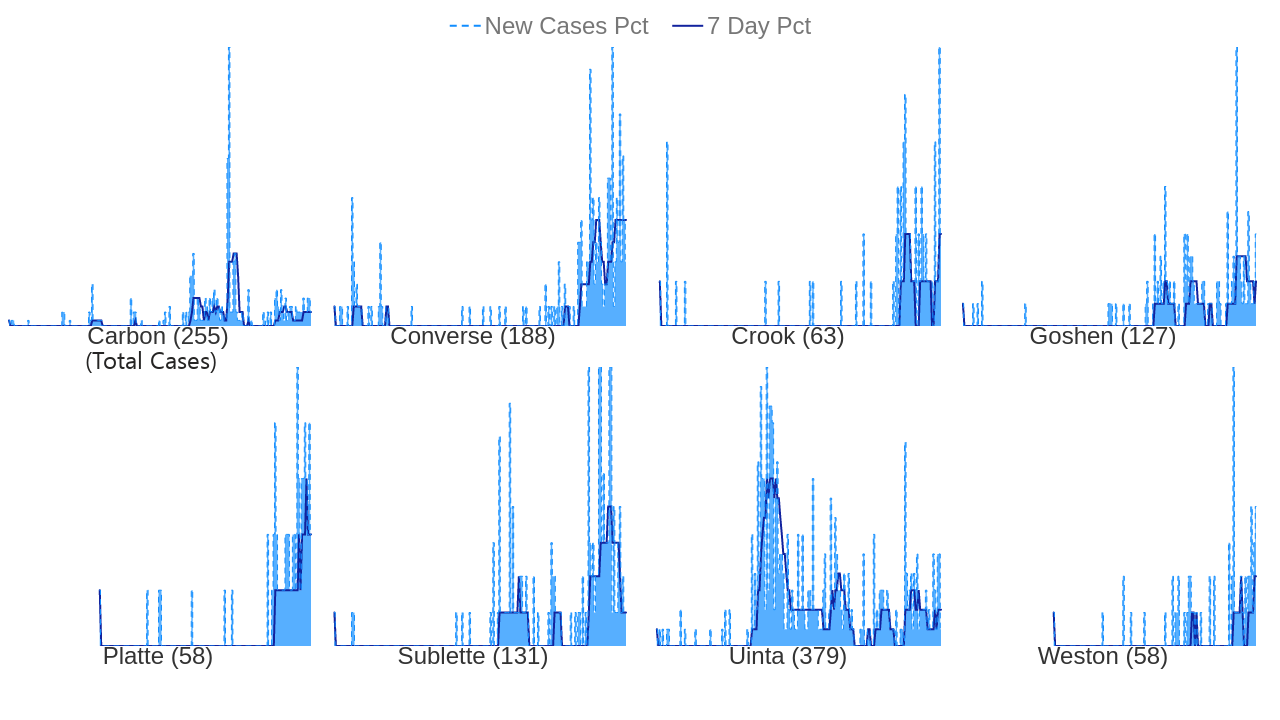 New Cases Pct 7 Day Pct
Carbon (255) Converse (188) Crook (63) Goshen (127)
(Total Cases)
Platte (58) Sublette (131) Uinta (379) Weston (58)